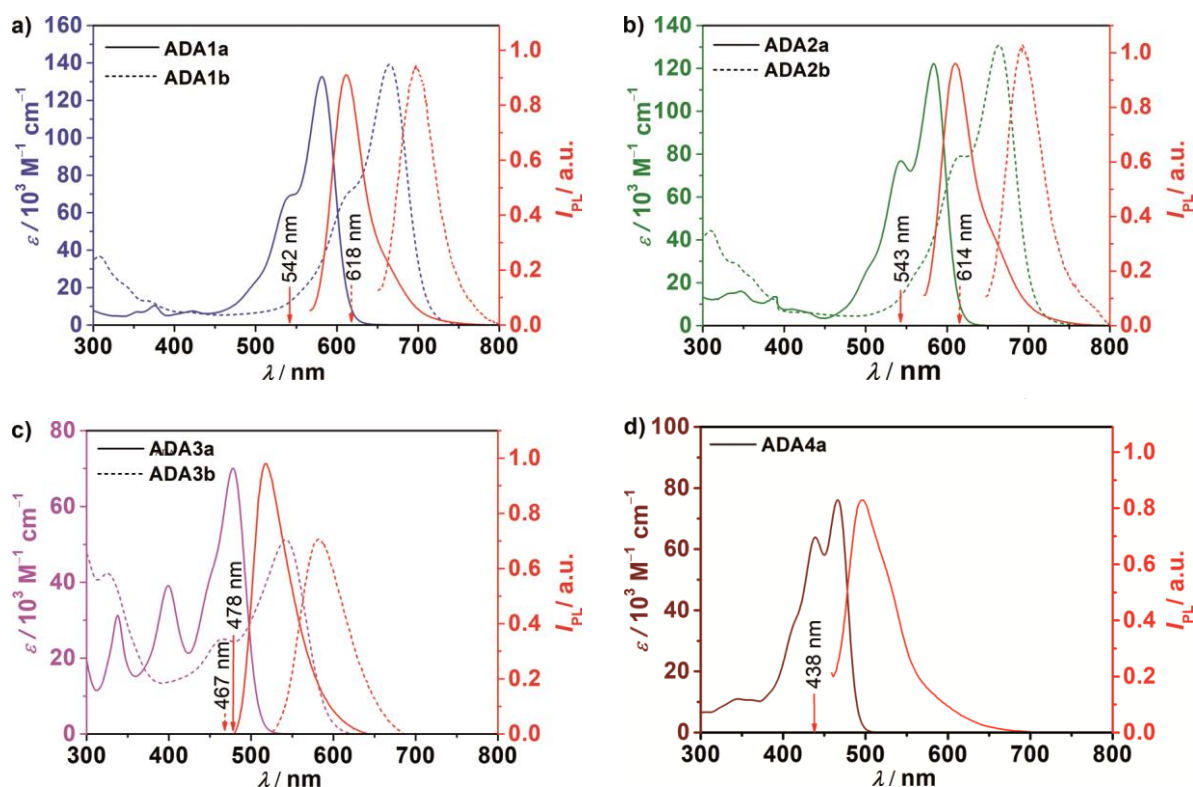 a)
ADA1a
ADA1b
ε / 10³ M⁻¹ cm⁻¹
160
140
120
100
80
60
40
20
0
542 nm
618 nm
1.0
0.8
0.6
0.4
0.2
0.0
I_PL / a.u.
300 400 500 600 700 800
λ / nm
b)
ADA2a
ADA2b
ε / 10³ M⁻¹ cm⁻¹
140
120
100
80
60
40
20
0
543 nm
614 nm
1.0
0.8
0.6
0.4
0.2
0.0
I_PL / a.u.
300 400 500 600 700 800
λ / nm
c)
ADA3a
ADA3b
ε / 10³ M⁻¹ cm⁻¹
80
60
40
20
0
467 nm
478 nm
1.0
0.8
0.6
0.4
0.2
0.0
I_PL / a.u.
300 400 500 600 700 800
λ / nm
d)
ADA4a
ε / 10³ M⁻¹ cm⁻¹
100
80
60
40
20
0
438 nm
1.0
0.8
0.6
0.4
0.2
0.0
I_PL / a.u.
300 400 500 600 700 800
λ / nm